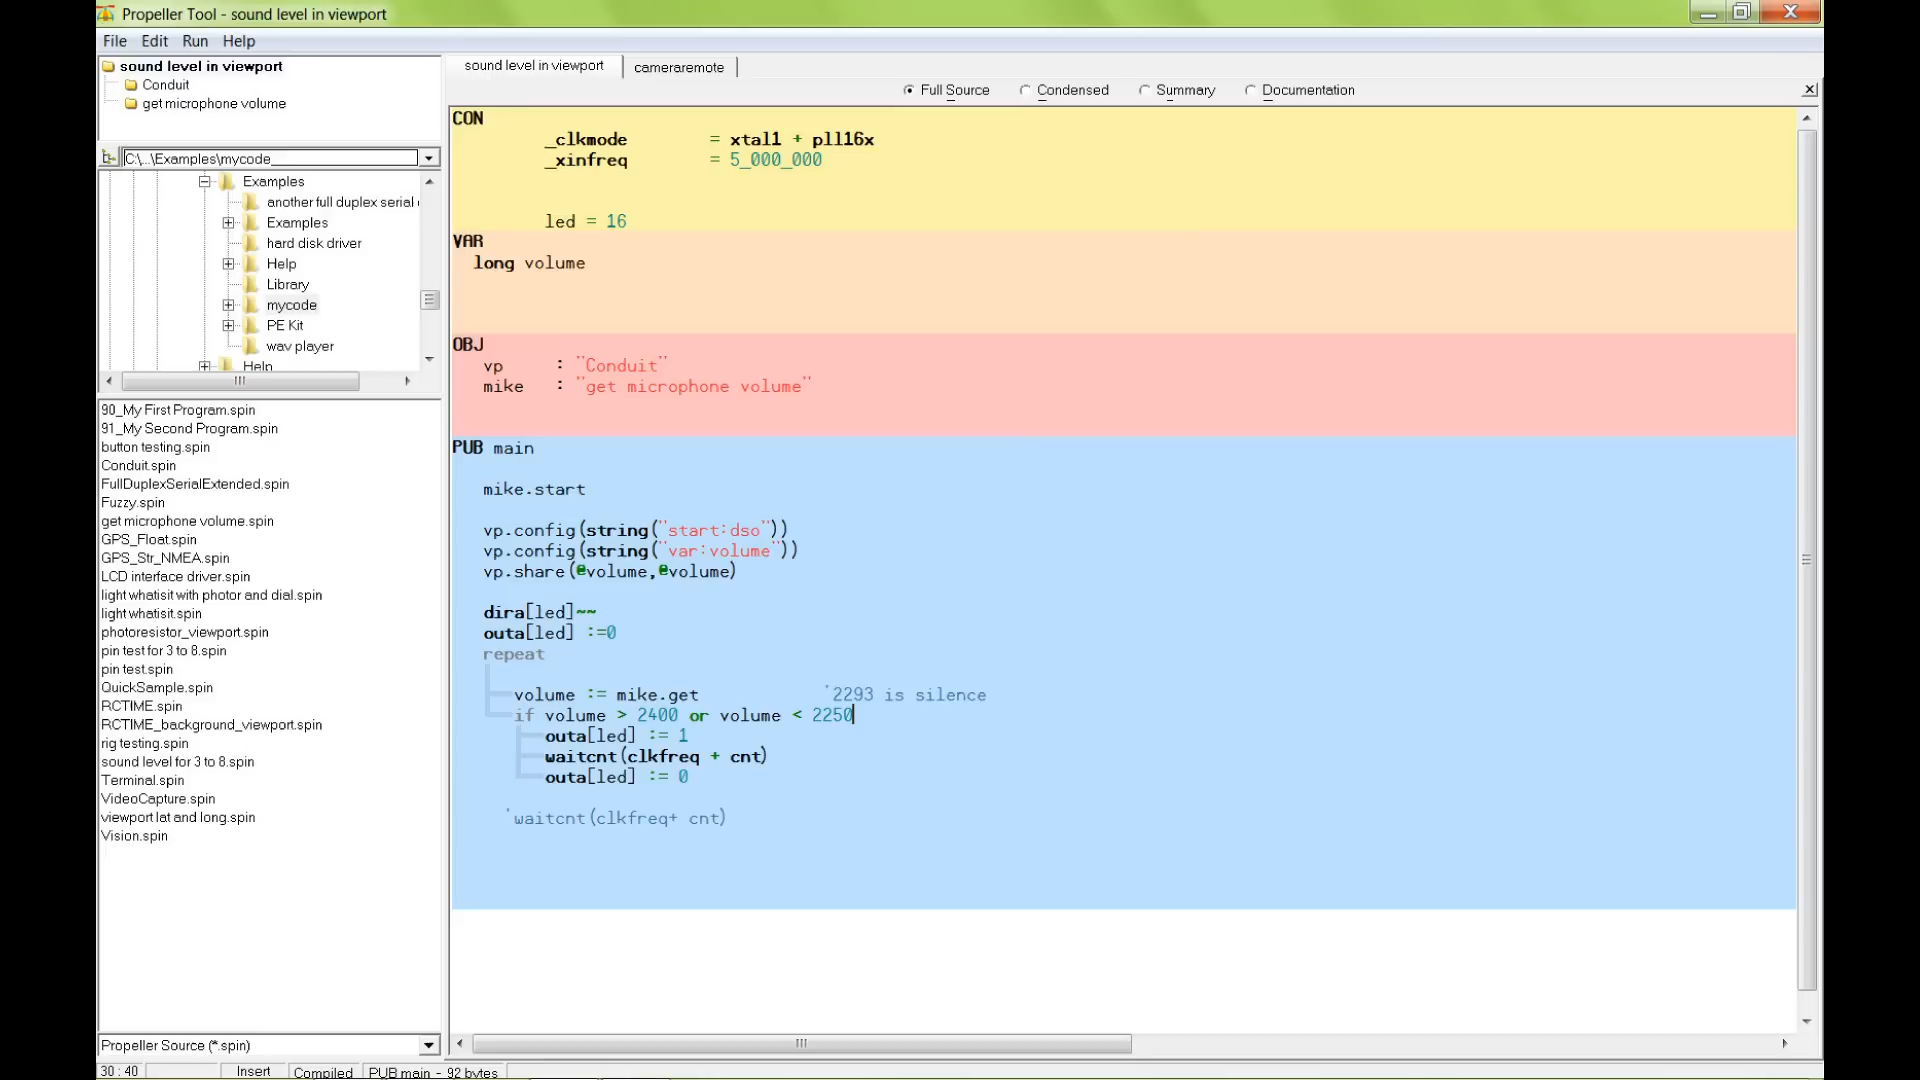 Propeller Tool - sound level in viewport
File Edit Run Help
sound level in viewport
Conduit
get microphone volume
C:\...\Examples\mycode
Examples
another full duplex serial
Examples
hard disk driver
Help
Library
mycode
PE Kit
wav player
Help
90_My First Program.spin
91_My Second Program.spin
button testing.spin
Conduit.spin
FullDuplexSerialExtended.spin
Fuzzy.spin
get microphone volume.spin
GPS_Float.spin
GPS_Str_NMEA.spin
LCD interface driver.spin
light whatisit with photor and dial.spin
light whatisit.spin
photoresistor_viewport.spin
pin test for 3 to 8.spin
pin test.spin
QuickSample.spin
RCTIME.spin
RCTIME_background_viewport.spin
rig testing.spin
sound level for 3 to 8.spin
Terminal.spin
VideoCapture.spin
viewport lat and long.spin
Vision.spin
Propeller Source (*.spin)
sound level in viewport cameraremote
Full Source Condensed Summary Documentation
CON
_clkmode = xtal1 + pll16x
_xinfreq = 5_000_000
led = 16
VAR
long volume
OBJ
vp : "Conduit"
mike : "get microphone volume"
PUB main
mike.start
vp.config(string("start:dso"))
vp.config(string("var:volume"))
vp.share(@volume,@volume)
dira[led]~~
outa[led] :=0
repeat
volume := mike.get '2293 is silence
if volume > 2400 or volume < 2250
outa[led] := 1
waitcnt(clkfreq + cnt)
outa[led] := 0
'waitcnt(clkfreq+ cnt)
30 : 40 Insert Compiled PUB main - 92 bytes